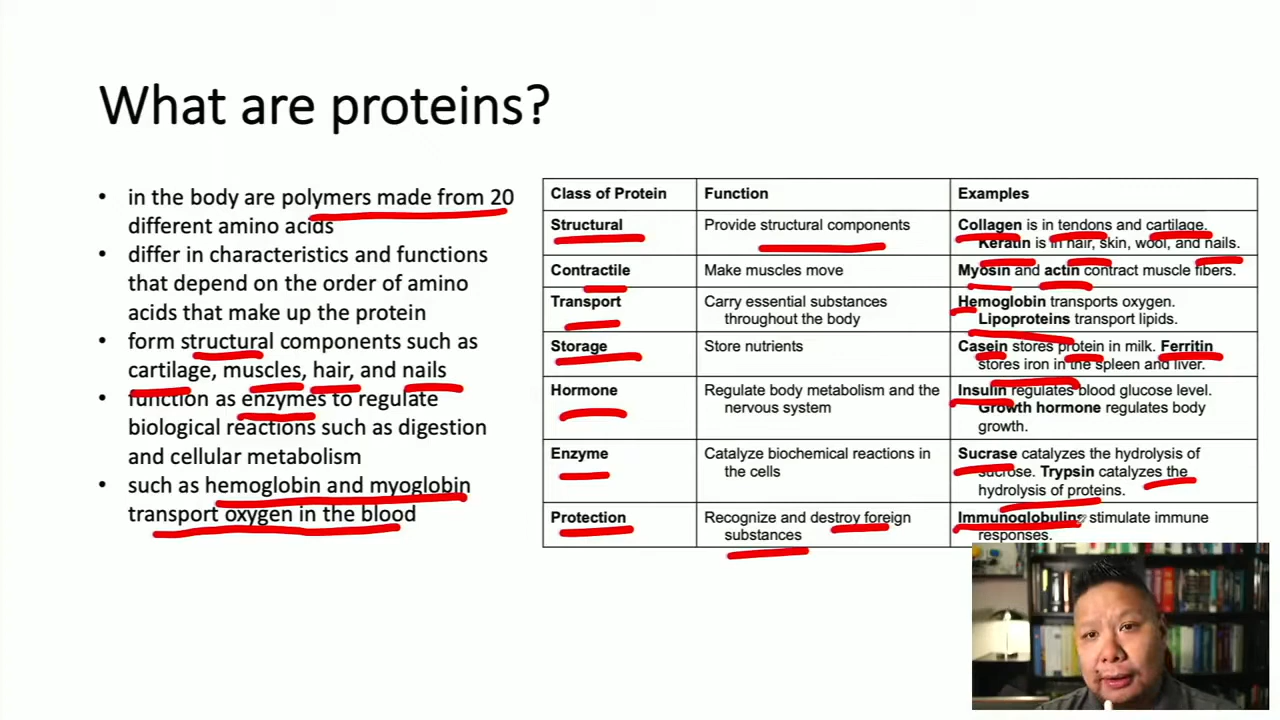 What are proteins?
• in the body are polymers made from 20
different amino acids
• differ in characteristics and functions
that depend on the order of amino
acids that make up the protein
• form structural components such as
cartilage, muscles, hair, and nails
• function as enzymes to regulate
biological reactions such as digestion
and cellular metabolism
• such as hemoglobin and myoglobin
transport oxygen in the blood
Class of Protein Function Examples
Structural Provide structural components Collagen is in tendons and cartilage.
Keratin is in hair, skin, wool, and nails.
Contractile Make muscles move Myosin and actin contract muscle fibers.
Transport Carry essential substances Hemoglobin transports oxygen.
throughout the body Lipoproteins transport lipids.
Storage Store nutrients Casein stores protein in milk. Ferritin
stores iron in the spleen and liver.
Hormone Regulate body metabolism and the Insulin regulates blood glucose level.
nervous system Growth hormone regulates body
growth.
Enzyme Catalyze biochemical reactions in Sucrase catalyzes the hydrolysis of
the cells sucrose. Trypsin catalyzes the
hydrolysis of proteins.
Protection Recognize and destroy foreign Immunoglobulins stimulate immune
substances responses.